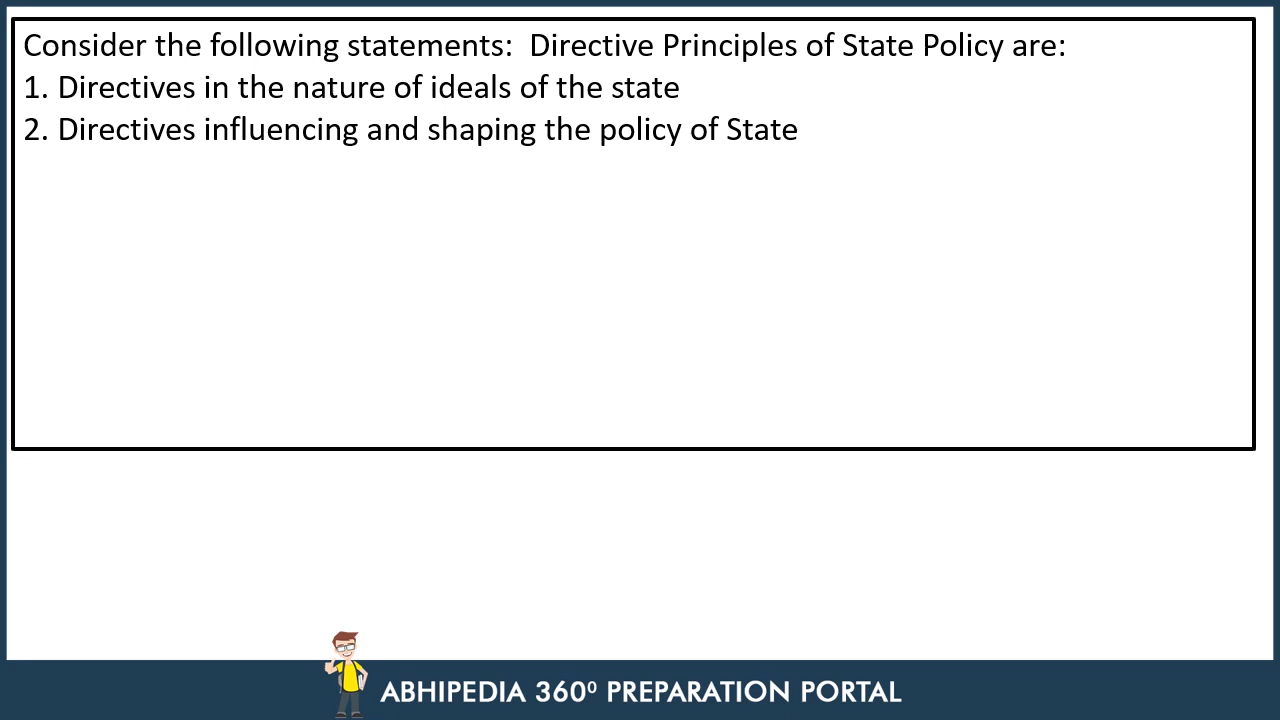 Consider the following statements:  Directive Principles of State Policy are:
1. Directives in the nature of ideals of the state
2. Directives influencing and shaping the policy of State
ABHIPEDIA 360⁰ PREPARATION PORTAL